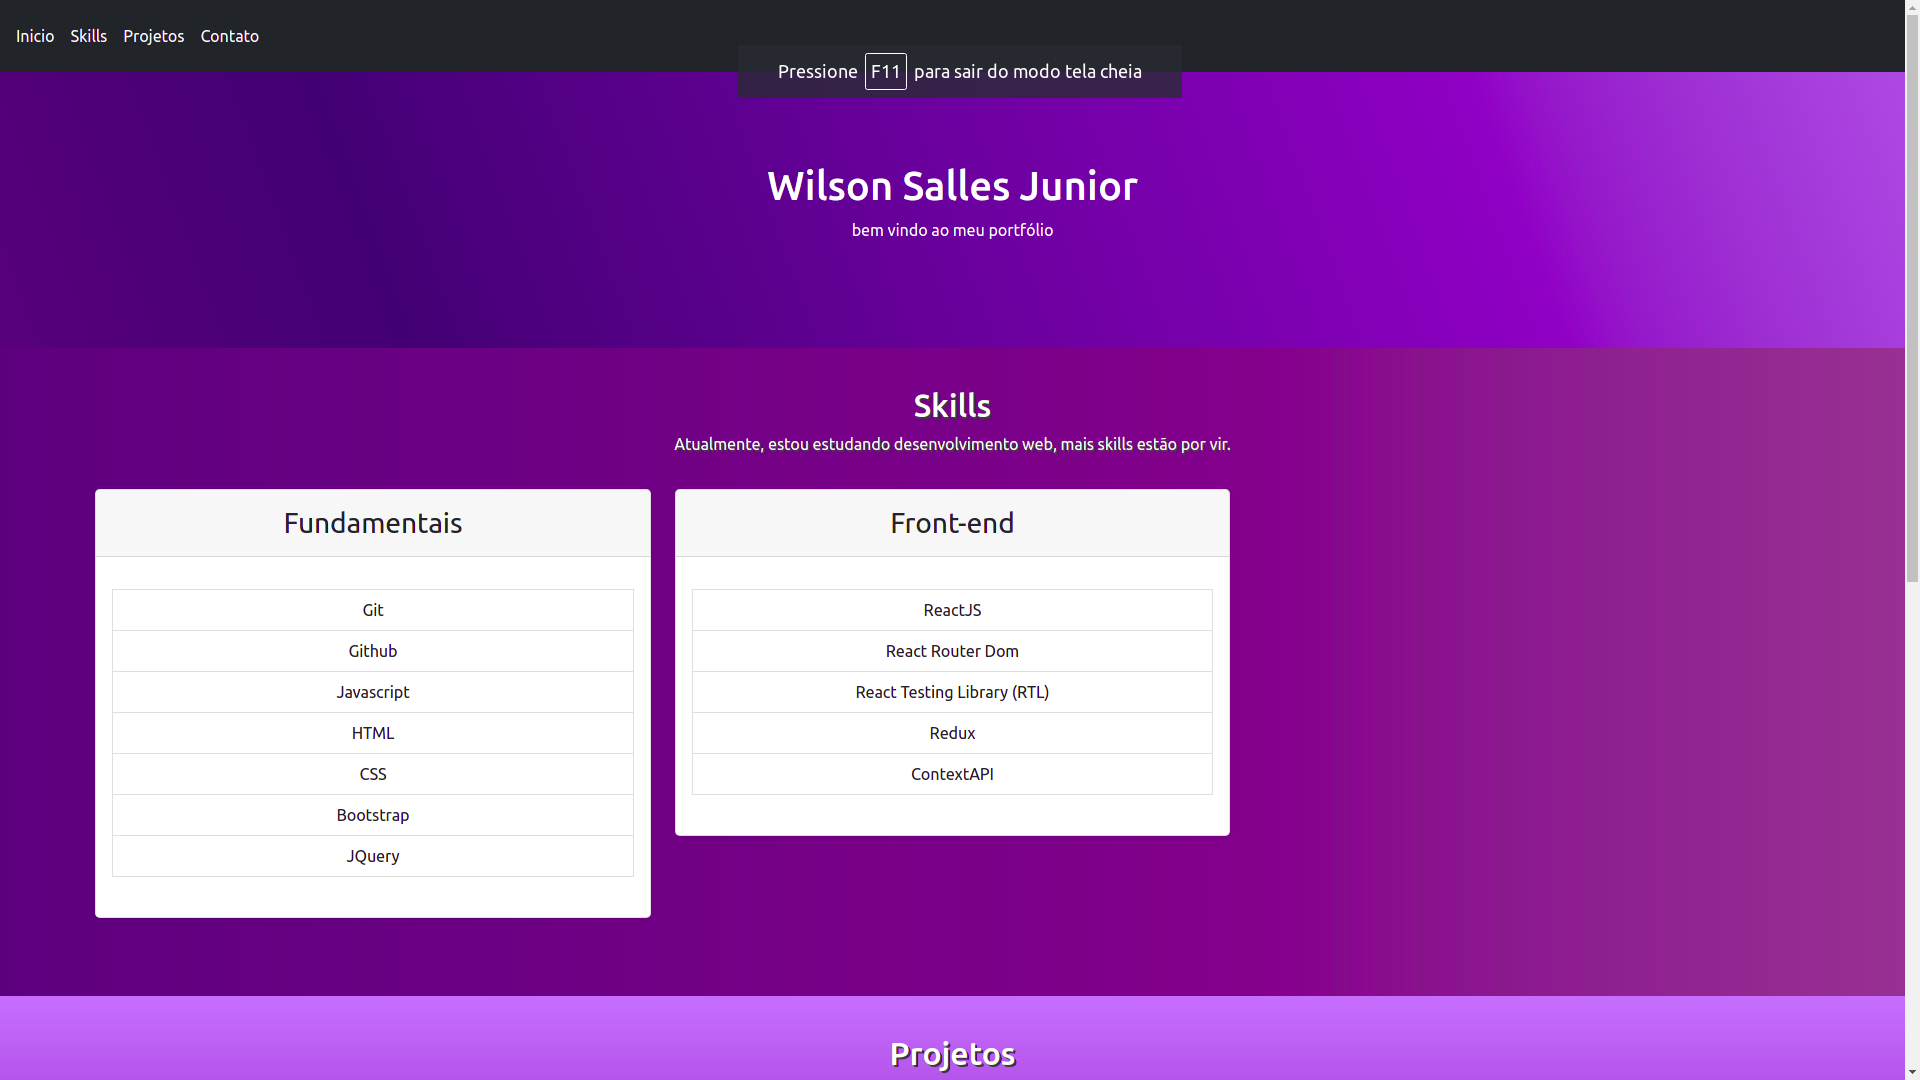 Inicio Skills Projetos Contato
Pressione F11 para sair do modo tela cheia
Wilson Salles Junior
bem vindo ao meu portfólio
Skills
Atualmente, estou estudando desenvolvimento web, mais skills estão por vir.
Fundamentais
Git
Github
Javascript
HTML
CSS
Bootstrap
JQuery
Front-end
ReactJS
React Router Dom
React Testing Library (RTL)
Redux
ContextAPI
Projetos